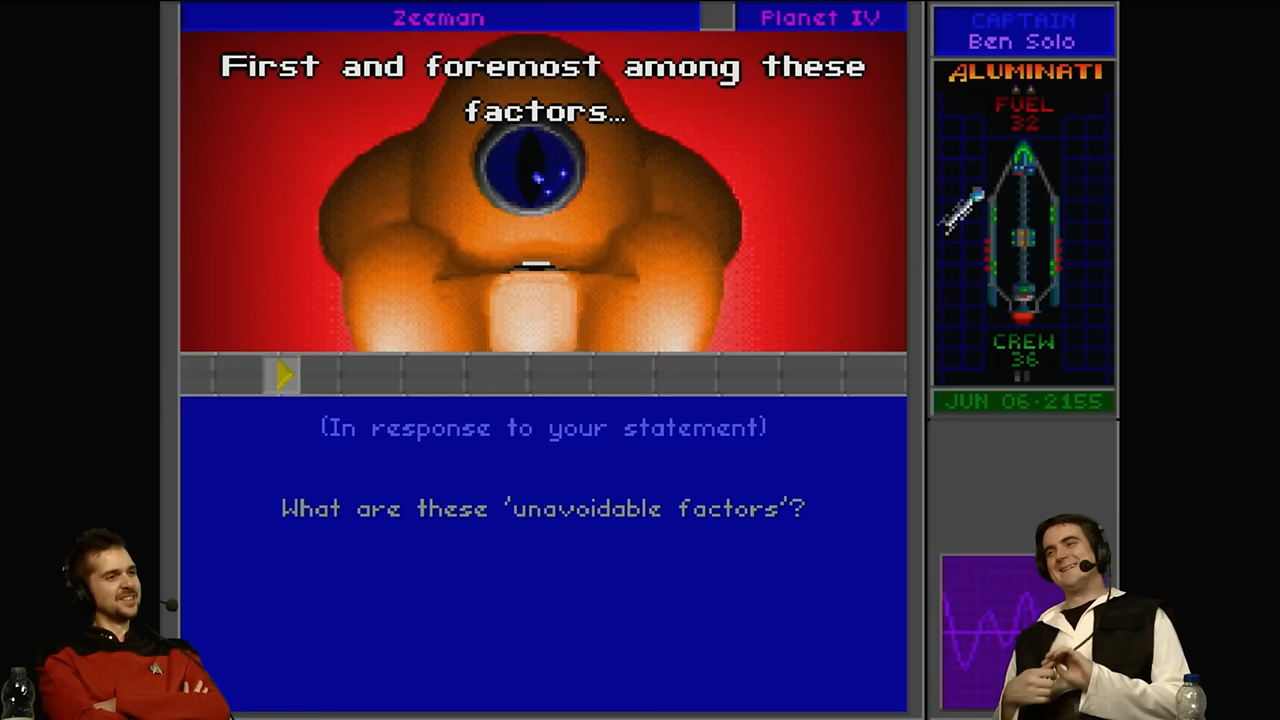 Zeeman
Planet IV
First and foremost among these
factors...
(In response to your statement)
What are these 'unavoidable factors'?
CAPTAIN
Ben Solo
ALUMINATI
FUEL
32
CREW
36
JUN 06·2155